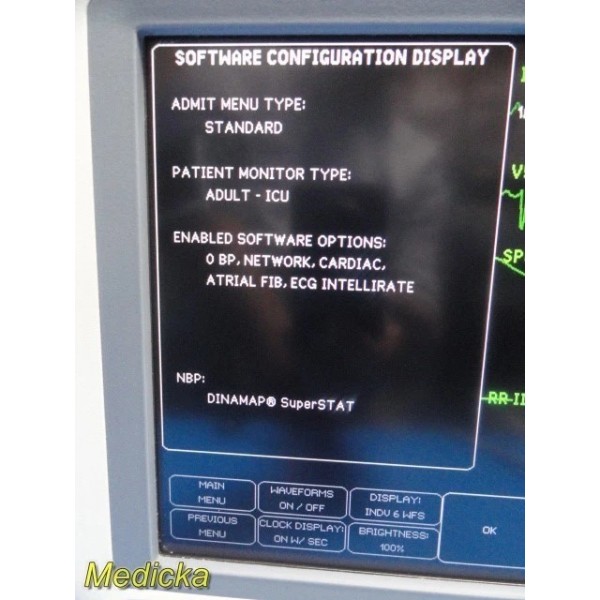 SOFTWARE CONFIGURATION DISPLAY
ADMIT MENU TYPE:
STANDARD
PATIENT MONITOR TYPE:
ADULT - ICU
ENABLED SOFTWARE OPTIONS:
0 BP, NETWORK, CARDIAC,
ATRIAL FIB, ECG INTELLIRATE
NBP:
DINAMAP® SuperSTAT
SP
RR
MAIN
MENU
WAVEFORMS
ON / OFF
DISPLAY:
INDV 6 WFS
PREVIOUS
MENU
CLOCK DISPLAY:
ON W/ SEC
BRIGHTNESS:
100%
OK
Medicka